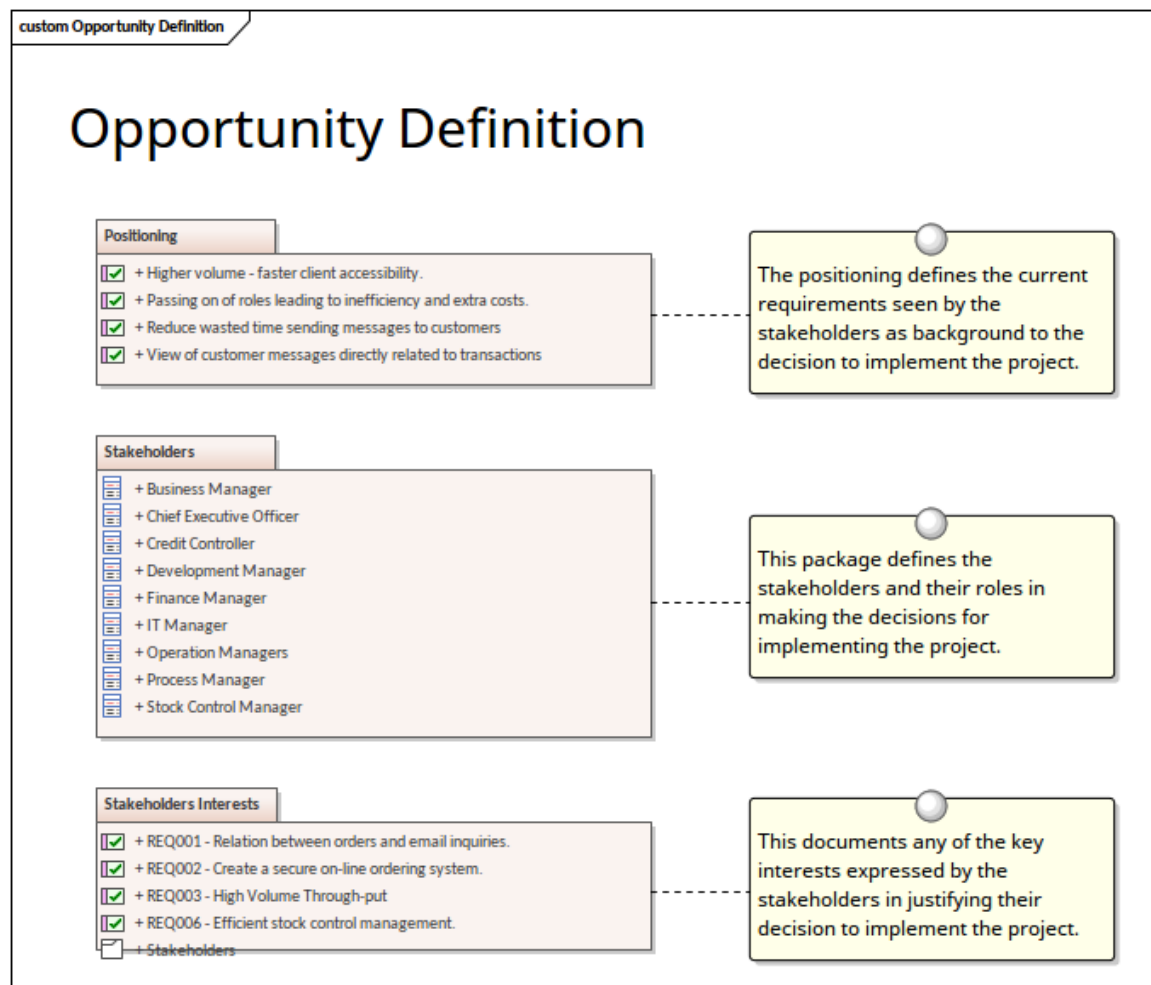 custom Opportunity Definition
Opportunity Definition
Positioning
+ Higher volume - faster client accessibility.
+ Passing on of roles leading to inefficiency and extra costs.
+ Reduce wasted time sending messages to customers
+ View of customer messages directly related to transactions
The positioning defines the current
requirements seen by the
stakeholders as background to the
decision to implement the project.
Stakeholders
+ Business Manager
+ Chief Executive Officer
+ Credit Controller
+ Development Manager
+ Finance Manager
+ IT Manager
+ Operation Managers
+ Process Manager
+ Stock Control Manager
This package defines the
stakeholders and their roles in
making the decisions for
implementing the project.
Stakeholders Interests
+ REQ001 - Relation between orders and email inquiries.
+ REQ002 - Create a secure on-line ordering system.
+ REQ003 - High Volume Through-put
+ REQ006 - Efficient stock control management.
+ Stakeholders
This documents any of the key
interests expressed by the
stakeholders in justifying their
decision to implement the project.